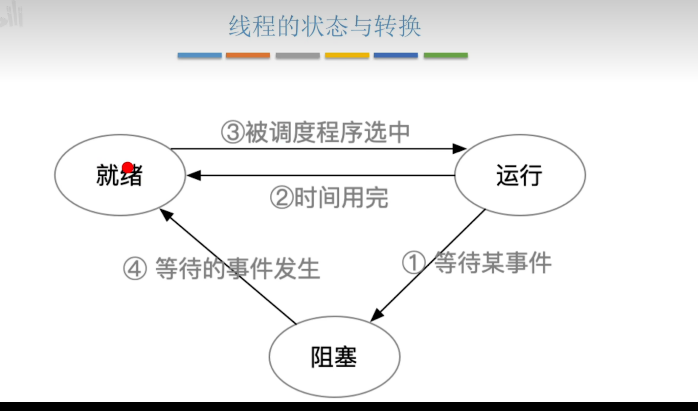 线程的状态与转换
③被调度程序选中
就绪
运行
②时间用完
④ 等待的事件发生
① 等待某事件
阻塞